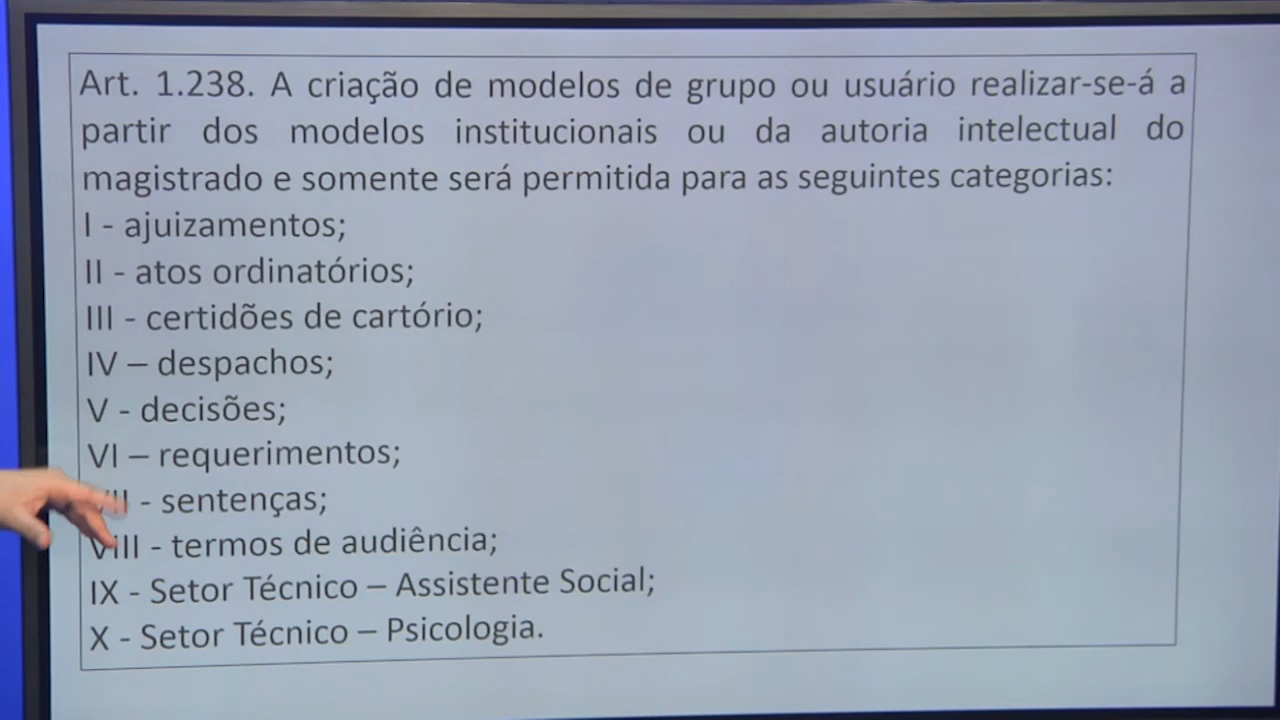 Art. 1.238. A criação de modelos de grupo ou usuário realizar-se-á a
partir dos modelos institucionais ou da autoria intelectual do
magistrado e somente será permitida para as seguintes categorias:
I - ajuizamentos;
II - atos ordinatórios;
III - certidões de cartório;
IV – despachos;
V - decisões;
VI – requerimentos;
VII - sentenças;
VIII - termos de audiência;
IX - Setor Técnico – Assistente Social;
X - Setor Técnico – Psicologia.